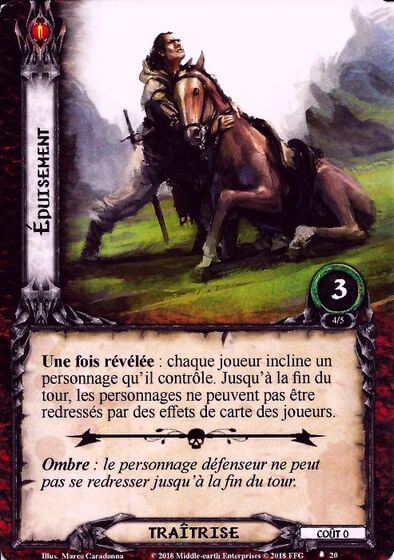 ÉPUISEMENT
3
4/5
Une fois révélée : chaque joueur incline un
personnage qu'il contrôle. Jusqu'à la fin du
tour, les personnages ne peuvent pas être
redressés par des effets de carte des joueurs.
Ombre : le personnage défenseur ne peut
pas se redresser jusqu'à la fin du tour.
TRAÎTRISE
COÛT 0
Illus. Marco Caradonna
© 2018 Middle-earth Enterprises © 2018 FFG
20